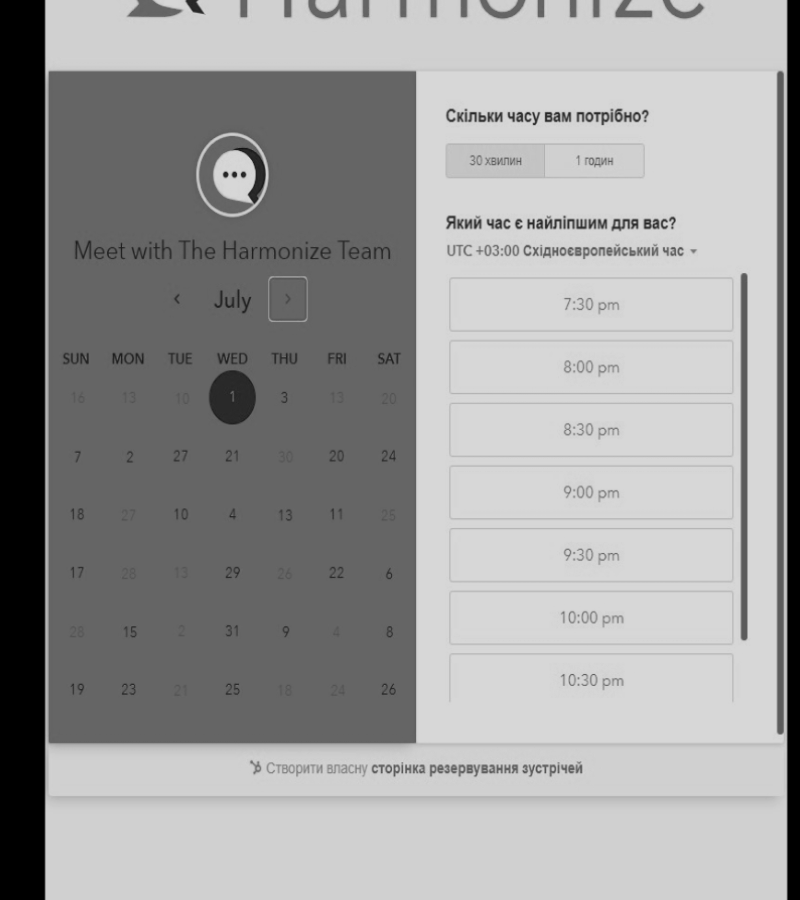 Harmonize
Meet with The Harmonize Team
July
SUN MON TUE WED THU FRI SAT
16 13 10 1 3 13 20
7 2 27 21 30 20 24
18 27 10 4 13 11 25
17 28 13 29 26 22 6
28 15 2 31 9 4 8
19 23 21 25 18 24 26
Скільки часу вам потрібно?
30 хвилин 1 годин
Який час є найліпшим для вас?
UTC +03:00 Східноєвропейський час
7:30 pm
8:00 pm
8:30 pm
9:00 pm
9:30 pm
10:00 pm
10:30 pm
Створити власну сторінка резервування зустрічей